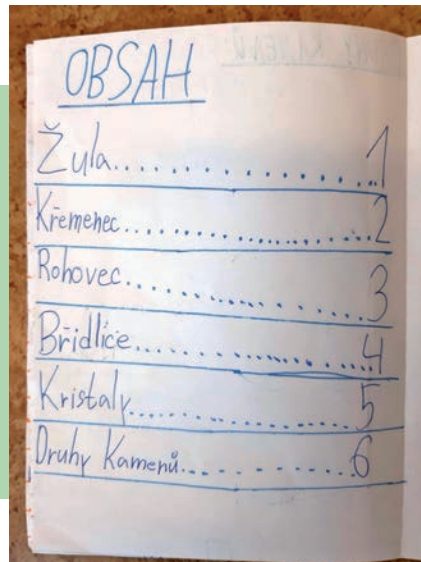 OBSAH
Žula................1
Křemenec................2
Rohovec................3
Břidlice................4
Kristaly................5
Druhy Kamenů................6